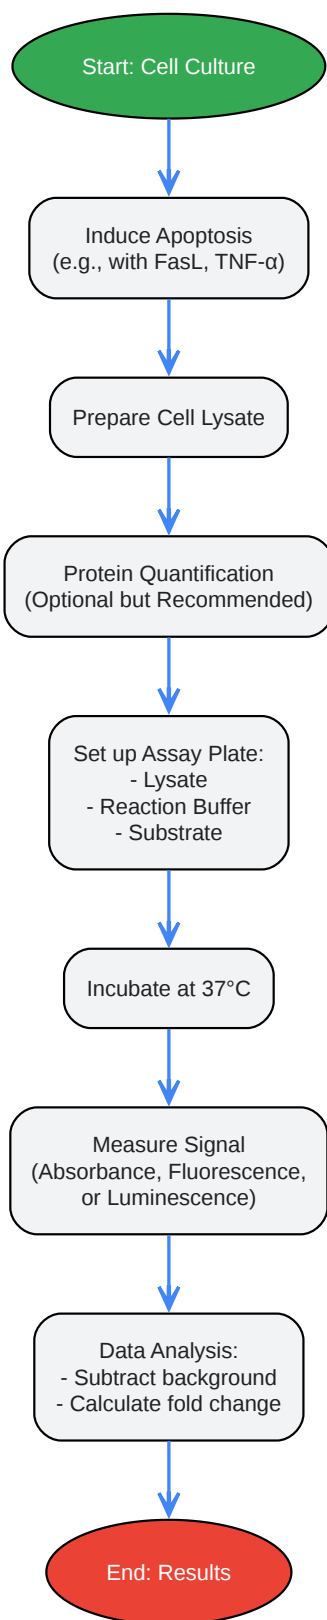 Start: Cell Culture
Induce Apoptosis
(e.g., with FasL, TNF-α)
Prepare Cell Lysate
Protein Quantification
(Optional but Recommended)
Set up Assay Plate:
- Lysate
- Reaction Buffer
- Substrate
Incubate at 37°C
Measure Signal
(Absorbance, Fluorescence,
or Luminescence)
Data Analysis:
- Subtract background
- Calculate fold change
End: Results